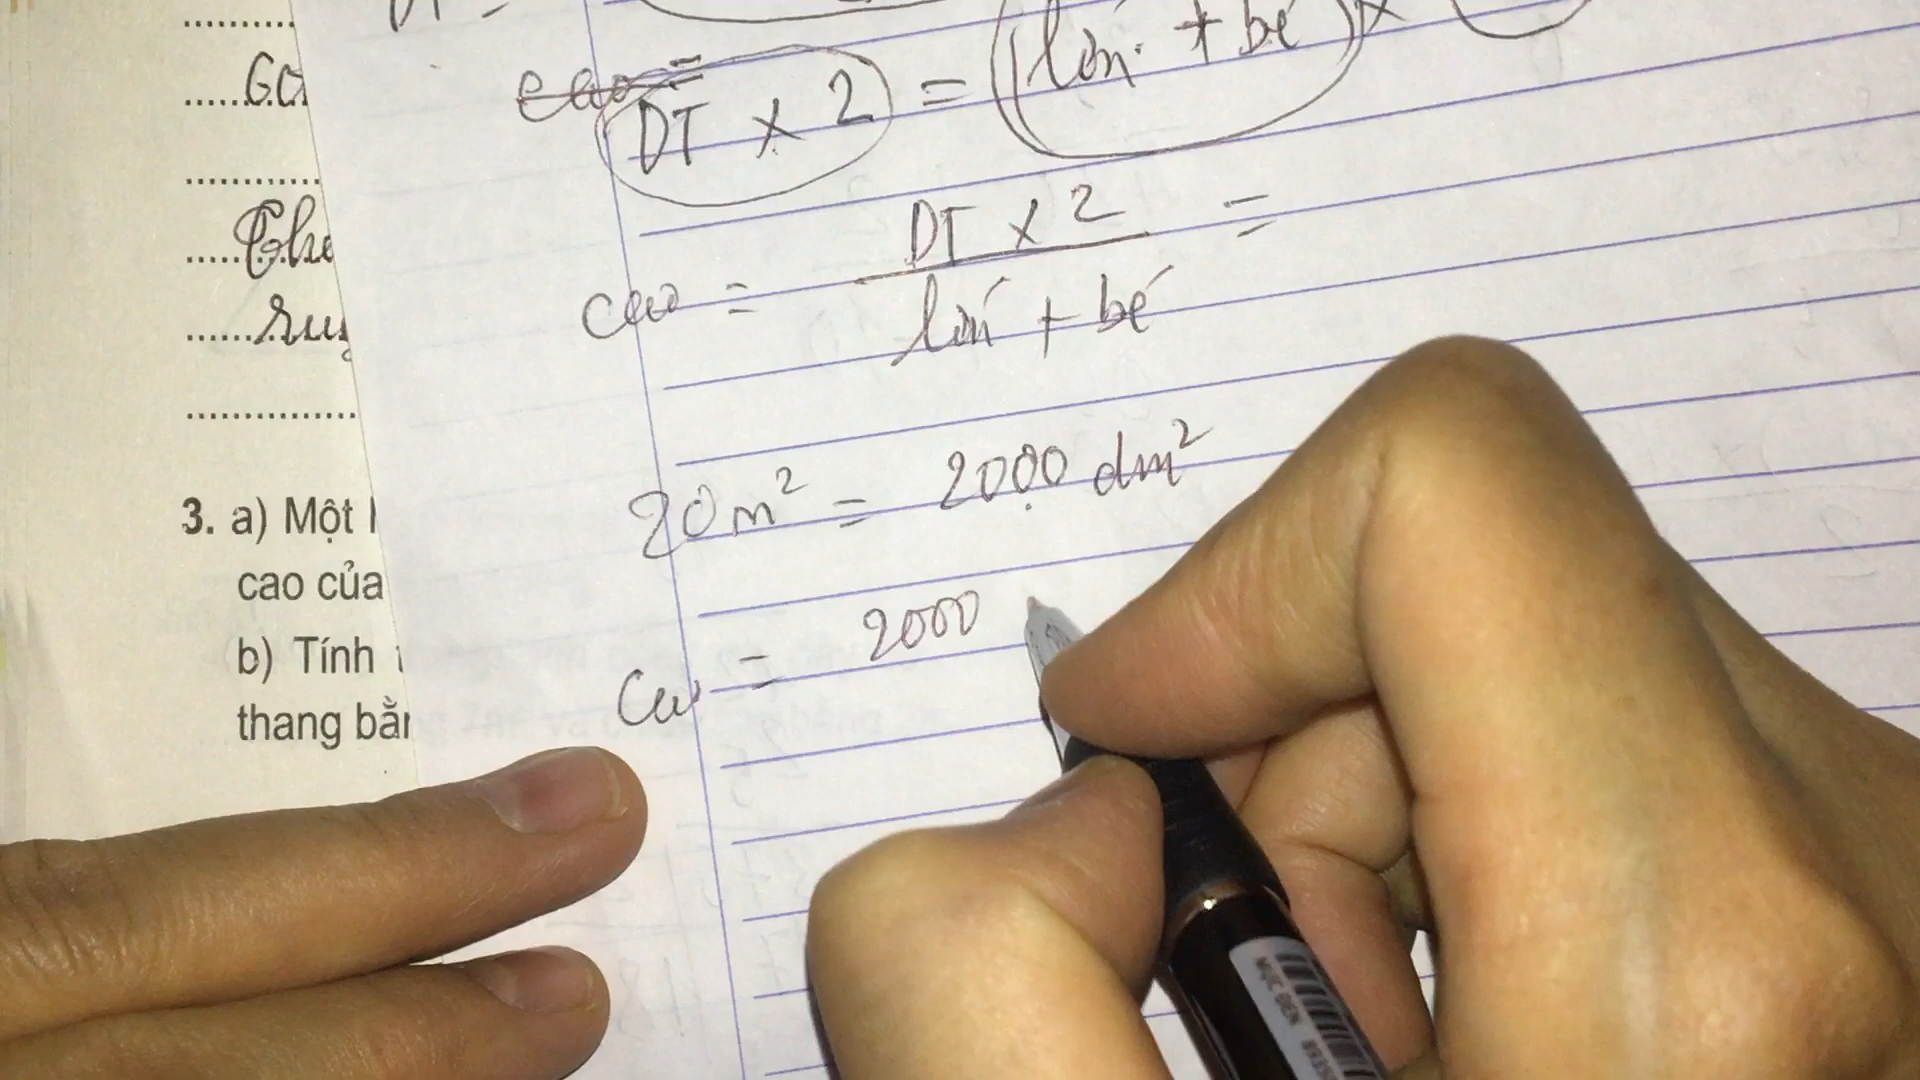 DT × 2 = (lớn + bé) ×
cao =
cao = DT × 2 / lớn + bé =
20m² = 2000 dm²
Cao = 2000
3. a) Một
cao của
b) Tính
thang